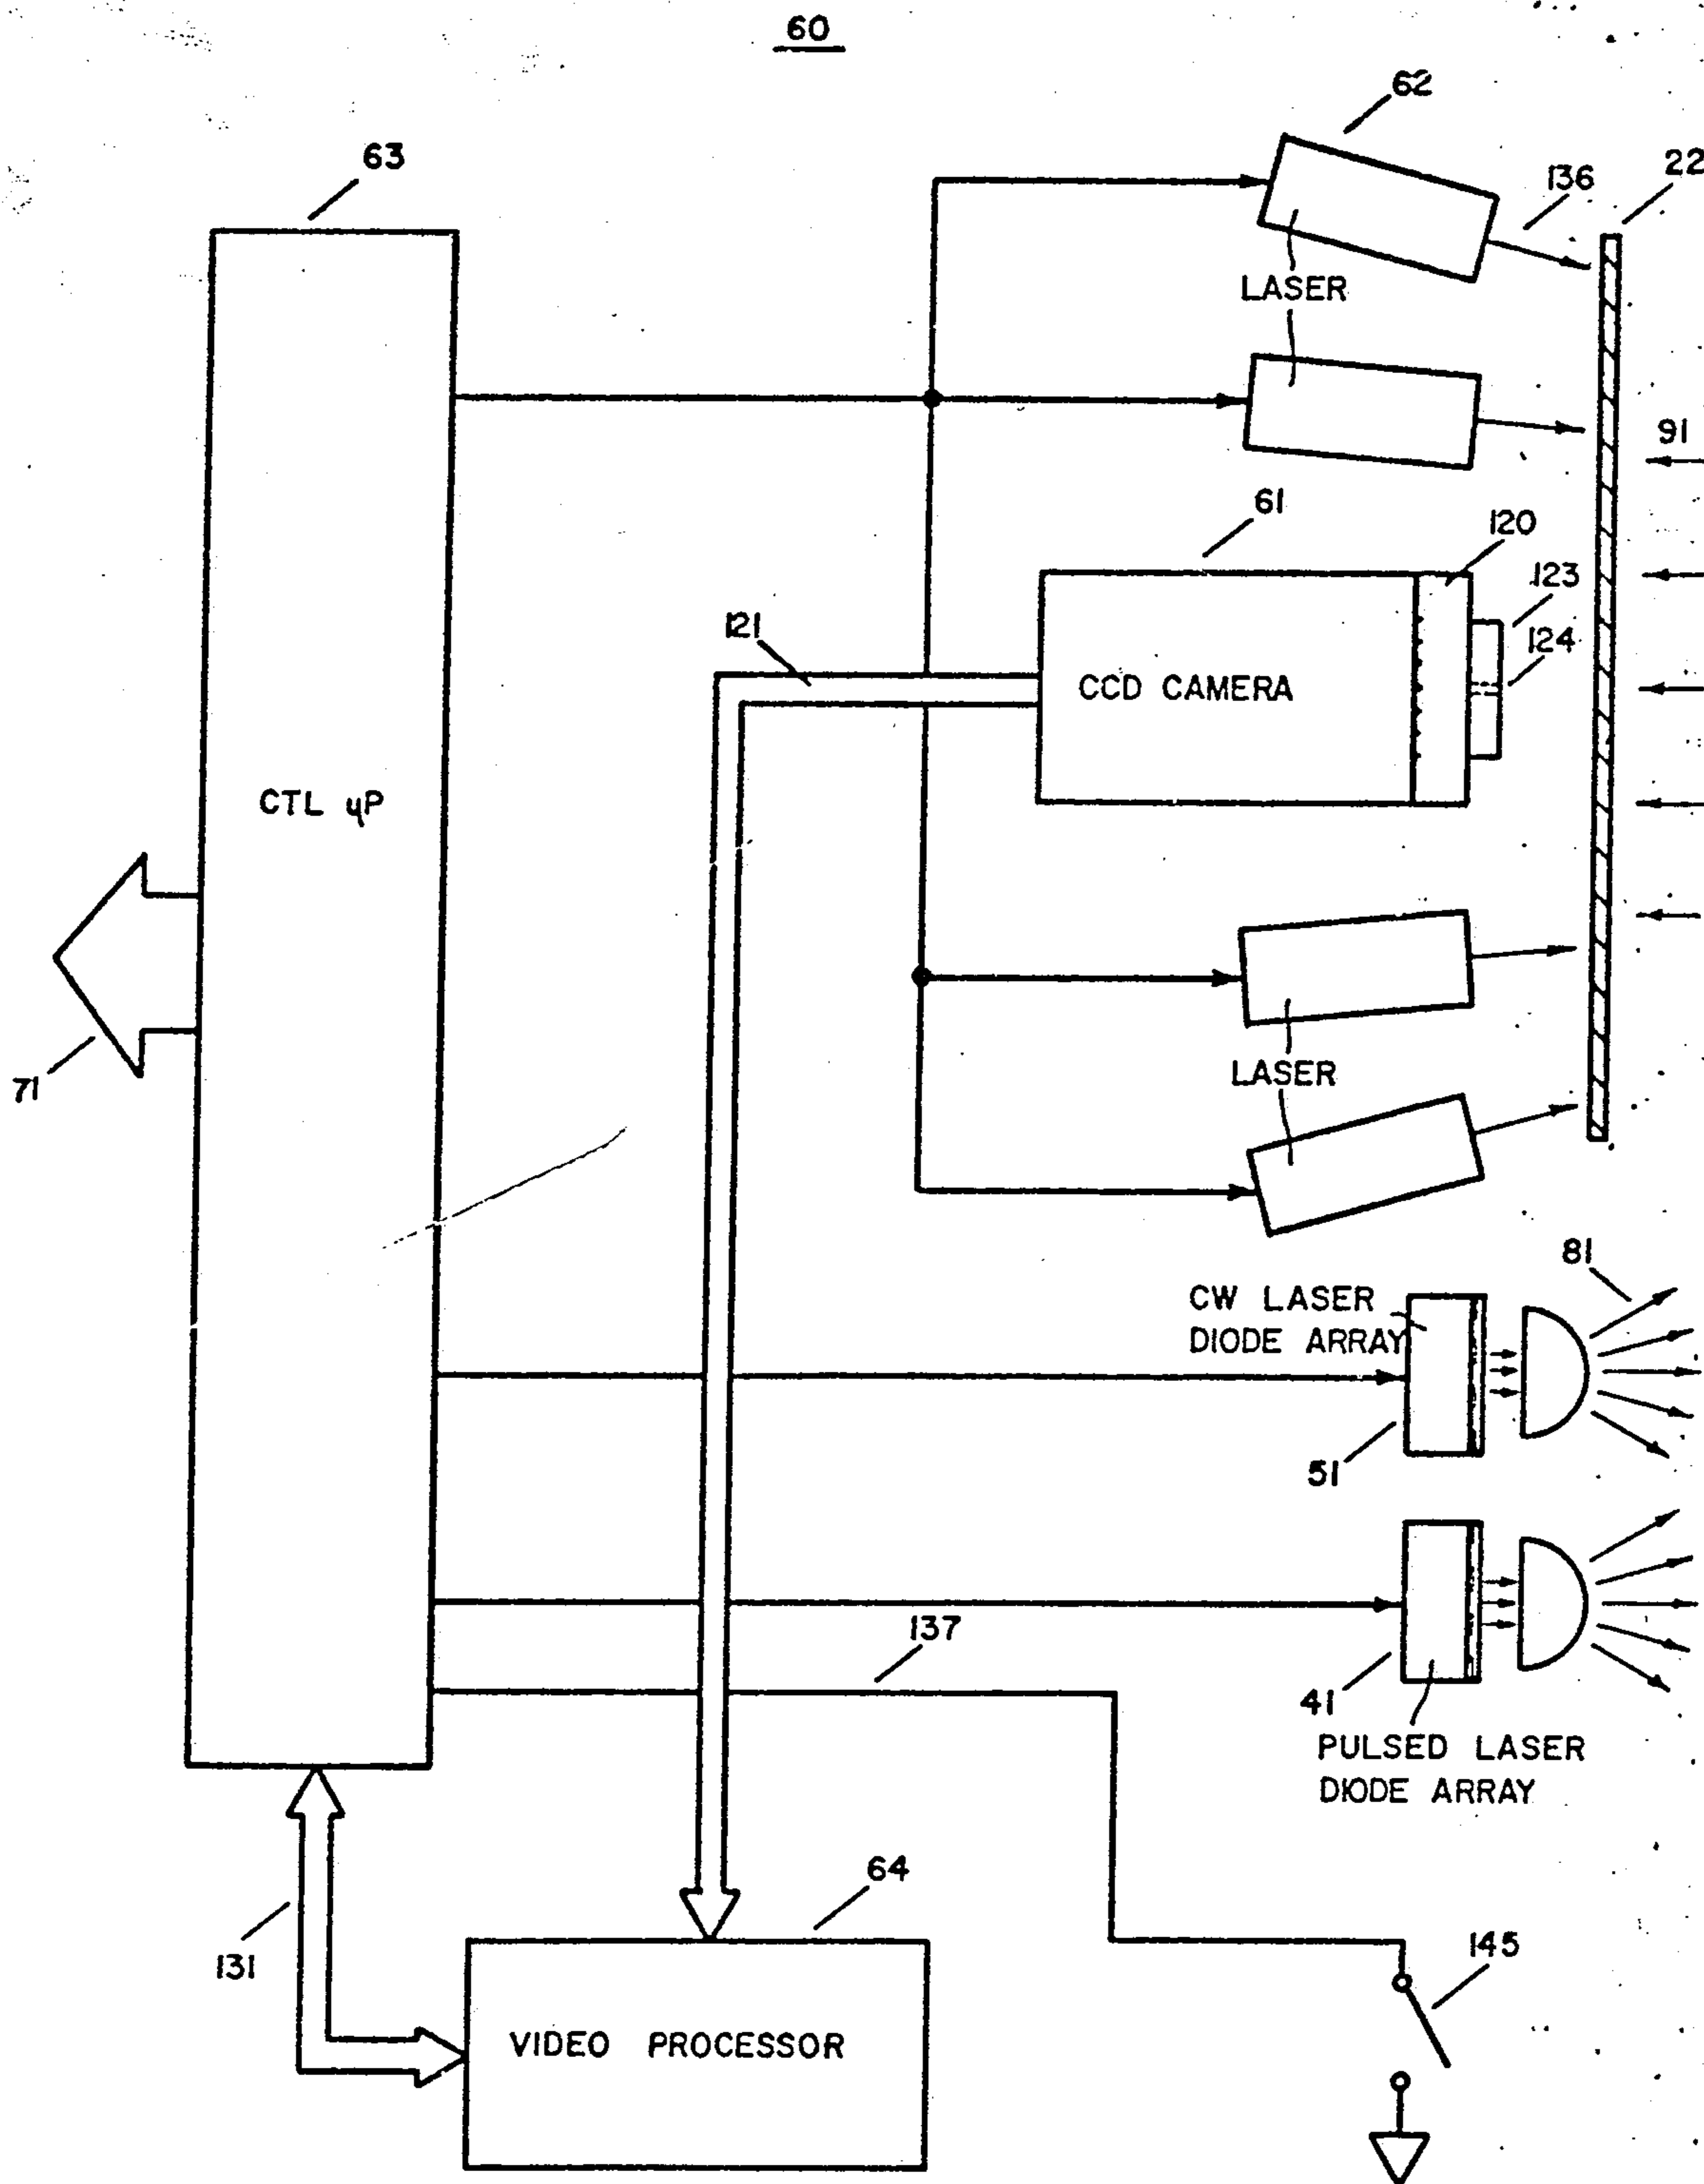 60
62
63
136
22
LASER
91
61
120
123
121
124
CCD CAMERA
CTL μP
71
LASER
81
CW LASER
DIODE ARRAY
51
137
41
PULSED LASER
DIODE ARRAY
64
131
145
VIDEO PROCESSOR